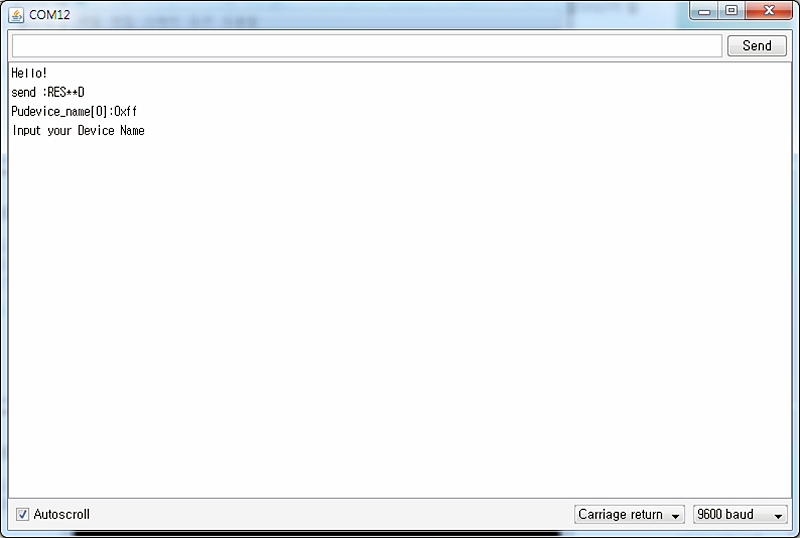 COM12
Send
Hello!
send :RES**D
Pudevice_name[0]:0xff
Input your Device Name
Autoscroll
Carriage return
9600 baud